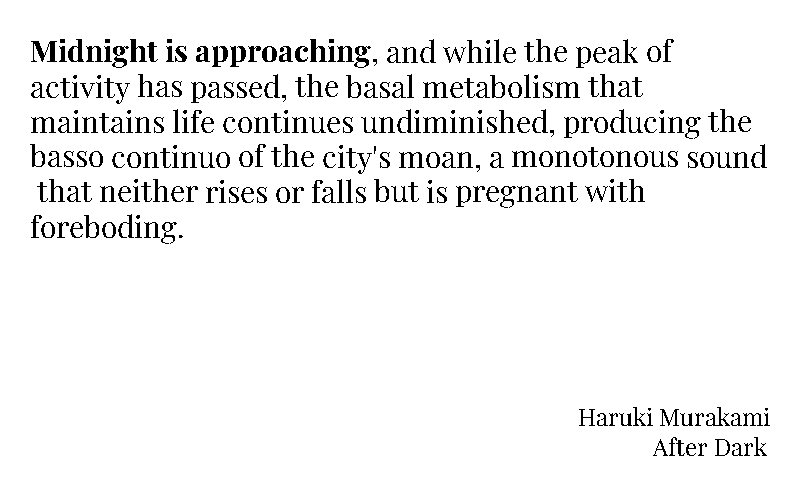 Midnight is approaching, and while the peak of
activity has passed, the basal metabolism that
maintains life continues undiminished, producing the
basso continuo of the city's moan, a monotonous sound
that neither rises or falls but is pregnant with
foreboding.
Haruki Murakami
After Dark